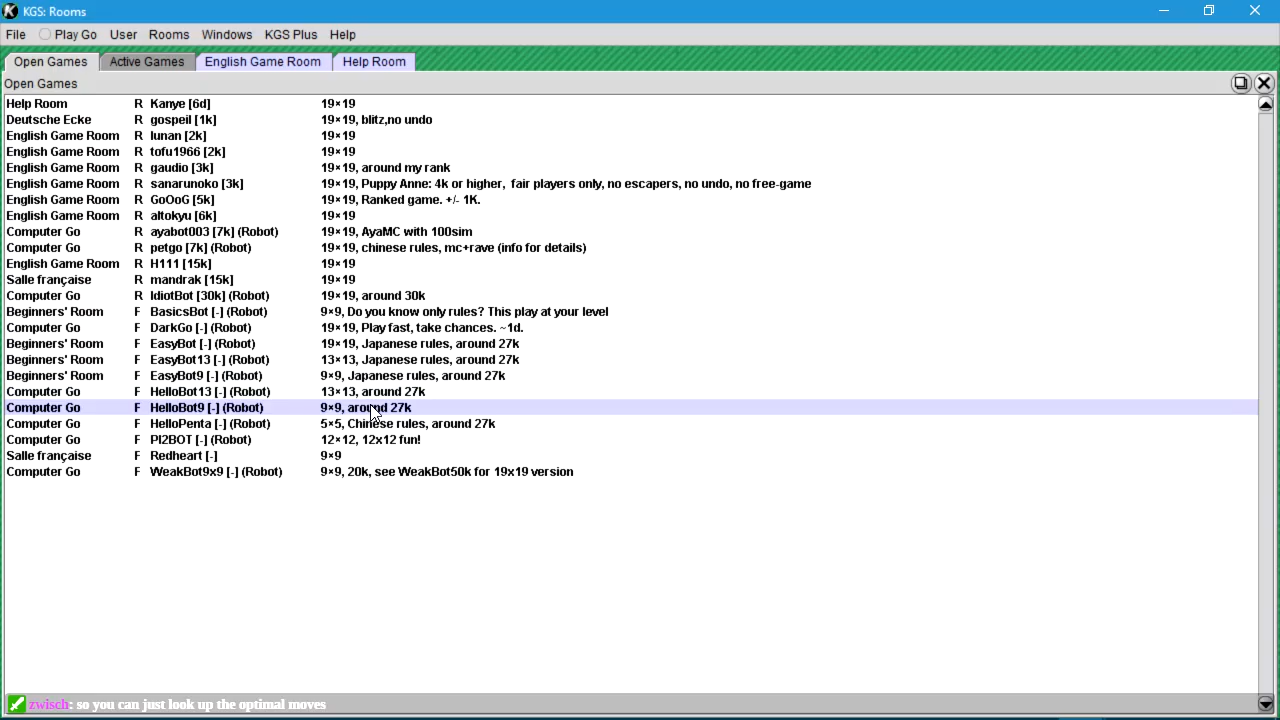 KGS: Rooms
File Play Go User Rooms Windows KGS Plus Help
Open Games Active Games English Game Room Help Room
Open Games
Help Room R Kanye [6d] 19×19
Deutsche Ecke R gospeil [1k] 19×19, blitz,no undo
English Game Room R lunan [2k] 19×19
English Game Room R tofu1966 [2k] 19×19
English Game Room R gaudio [3k] 19×19, around my rank
English Game Room R sanarunoko [3k] 19×19, Puppy Anne: 4k or higher, fair players only, no escapers, no undo, no free-game
English Game Room R GoOoG [5k] 19×19, Ranked game. +/- 1K.
English Game Room R altokyu [6k] 19×19
Computer Go R ayabot003 [7k] (Robot) 19×19, AyaMC with 100sim
Computer Go R petgo [7k] (Robot) 19×19, chinese rules, mc+rave (info for details)
English Game Room R H111 [15k] 19×19
Salle française R mandrak [15k] 19×19
Computer Go R IdiotBot [30k] (Robot) 19×19, around 30k
Beginners' Room F BasicsBot [-] (Robot) 9×9, Do you know only rules? This play at your level
Computer Go F DarkGo [-] (Robot) 19×19, Play fast, take chances. ~1d.
Beginners' Room F EasyBot [-] (Robot) 19×19, Japanese rules, around 27k
Beginners' Room F EasyBot13 [-] (Robot) 13×13, Japanese rules, around 27k
Beginners' Room F EasyBot9 [-] (Robot) 9×9, Japanese rules, around 27k
Computer Go F HelloBot13 [-] (Robot) 13×13, around 27k
Computer Go F HelloBot9 [-] (Robot) 9×9, around 27k
Computer Go F HelloPenta [-] (Robot) 5×5, Chinese rules, around 27k
Computer Go F PI2BOT [-] (Robot) 12×12, 12x12 fun!
Salle française F Redheart [-] 9×9
Computer Go F WeakBot9x9 [-] (Robot) 9×9, 20k, see WeakBot50k for 19x19 version
zwisch: so you can just look up the optimal moves